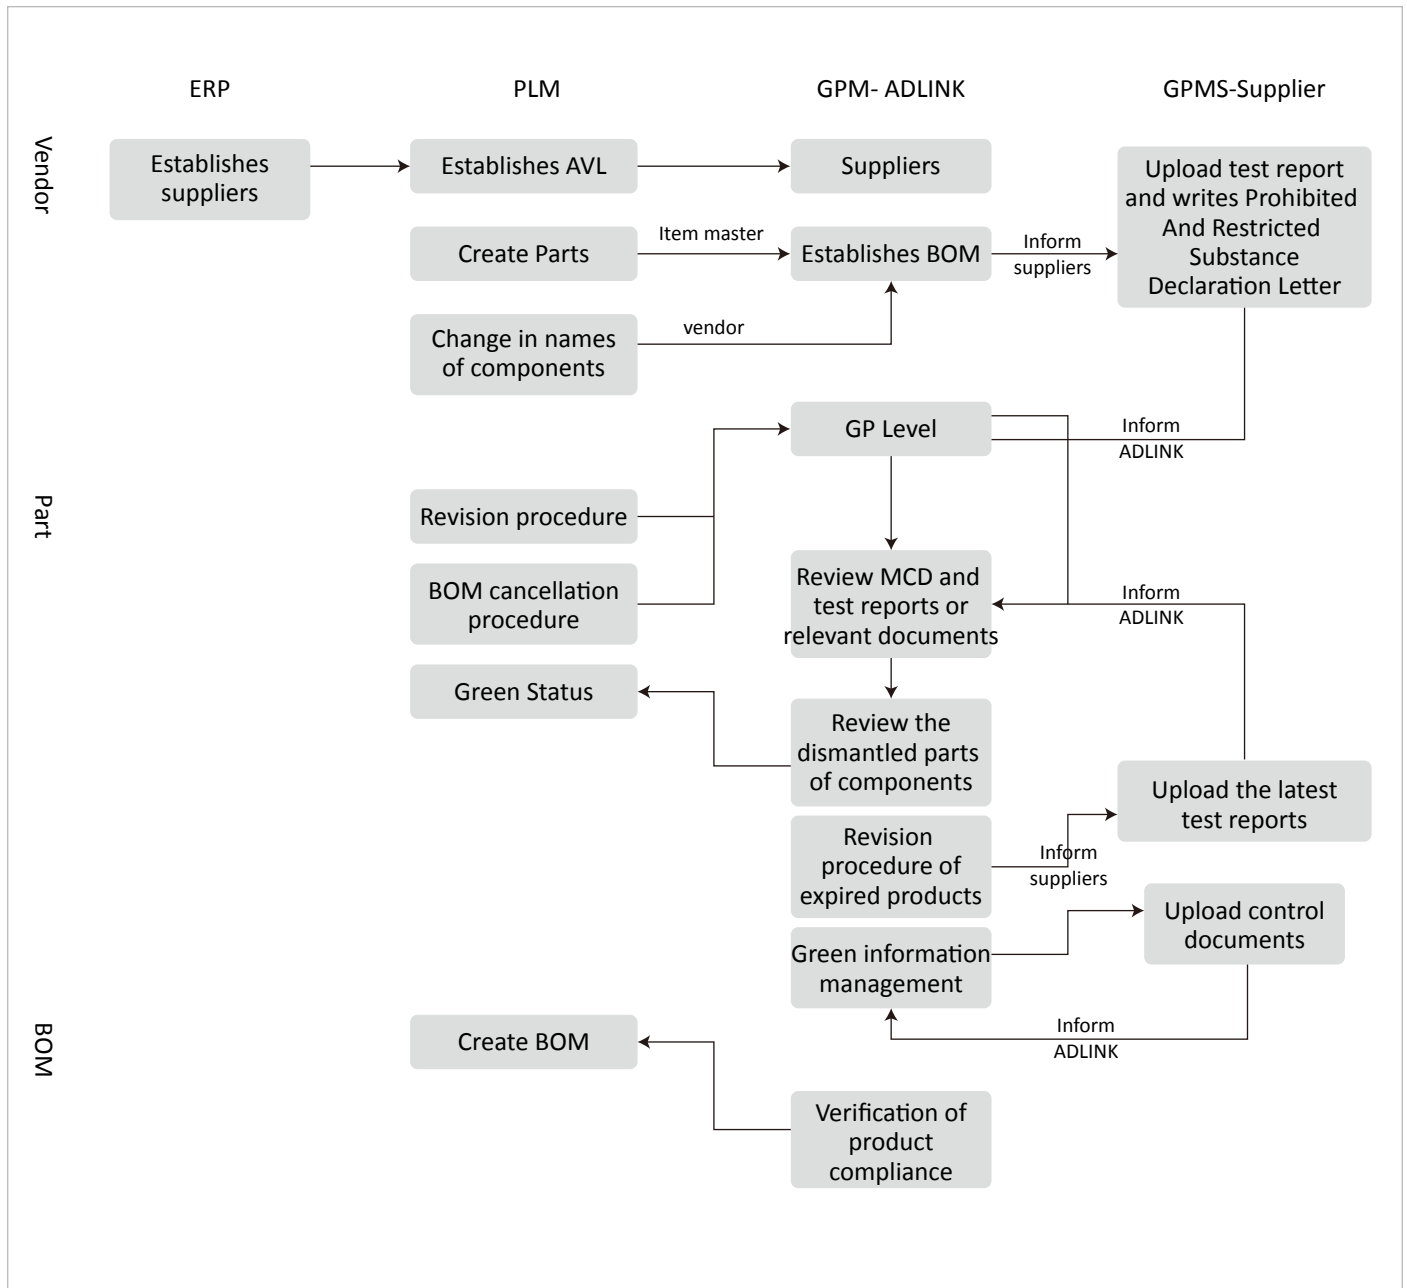 ERP
PLM
GPM- ADLINK
GPMS-Supplier
Vendor
Establishes
suppliers
Establishes AVL
Suppliers
Upload test report
and writes Prohibited
And Restricted
Substance
Declaration Letter
Create Parts
Item master
Establishes BOM
Inform
suppliers
Change in names
of components
vendor
GP Level
Inform
ADLINK
Part
Revision procedure
BOM cancellation
procedure
Review MCD and
test reports or
relevant documents
Inform
ADLINK
Green Status
Review the
dismantled parts
of components
Upload the latest
test reports
Revision
procedure of
expired products
Inform
suppliers
Upload control
documents
Green information
management
BOM
Create BOM
Inform
ADLINK
Verification of
product
compliance